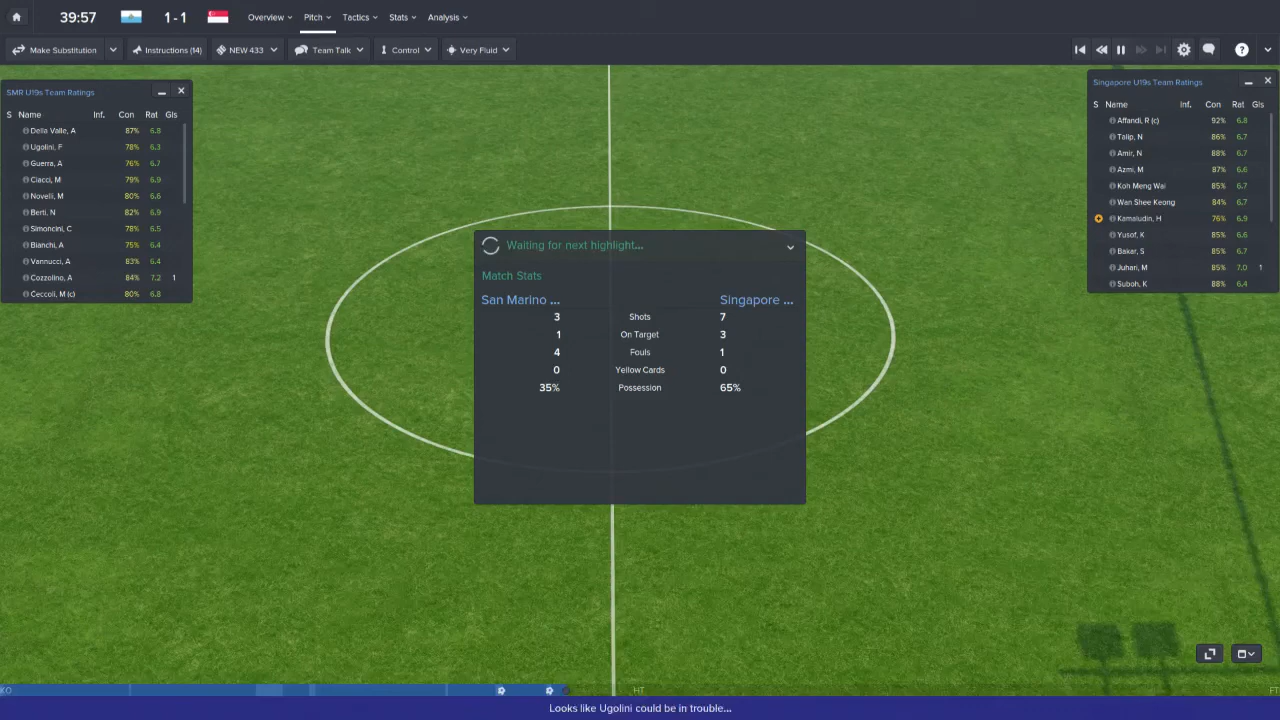 39:57 1 - 1 Overview Pitch Tactics Stats Analysis
Make Substitution Instructions (14) NEW 433 Team Talk Control Very Fluid
SMR U19s Team Ratings
S Name Inf. Con Rat Gls
Della Valle, A 87% 6.8
Ugolini, F 78% 6.3
Guerra, A 76% 6.7
Ciacci, M 79% 6.9
Novelli, M 80% 6.6
Berti, N 82% 6.9
Simoncini, C 78% 6.5
Bianchi, A 75% 6.4
Vannucci, A 83% 6.4
Cozzolino, A 84% 7.2 1
Ceccoli, M (c) 80% 6.8
Singapore U19s Team Ratings
S Name Inf. Con Rat Gls
Affandi, R (c) 92% 6.8
Talip, N 86% 6.7
Amir, N 88% 6.7
Azmi, M 87% 6.6
Koh Meng Wai 85% 6.7
Wan Shee Keong 84% 6.7
Kamaludin, H 76% 6.9
Yusof, K 85% 6.6
Bakar, S 85% 6.7
Juhari, M 85% 7.0 1
Suboh, K 88% 6.4
Waiting for next highlight...
Match Stats
San Marino ... Singapore ...
3 Shots 7
1 On Target 3
4 Fouls 1
0 Yellow Cards 0
35% Possession 65%
KO HT FT
Looks like Ugolini could be in trouble...